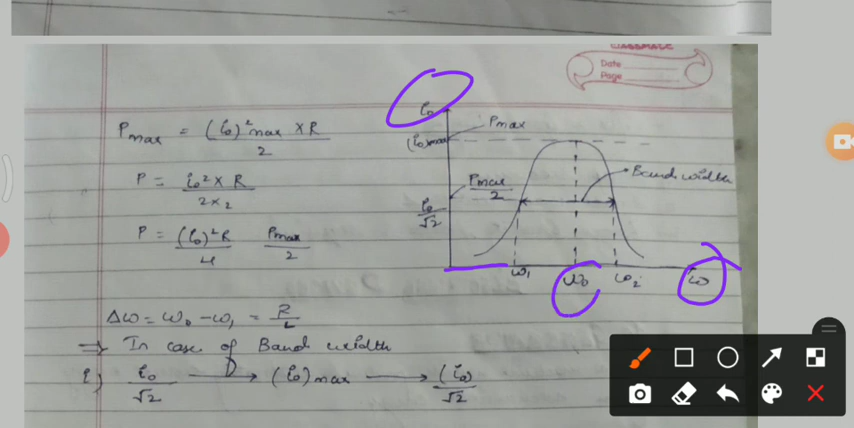 classmate
Date
Page
Pmax = (i₀)²max × R / 2
P = i₀² × R / 2×2
P = (i₀)²R / 4 Pmax / 2
i₀
(i₀)max
Pmax
Pmax / 2
Band width
i₀ / √2
ω₁ ω₀ ω₂ ω
Δω = ω₀ - ω₁ = R / L
⇒ In case of Band width
i) i₀ / √2 → (i₀)max → (i₀) / √2